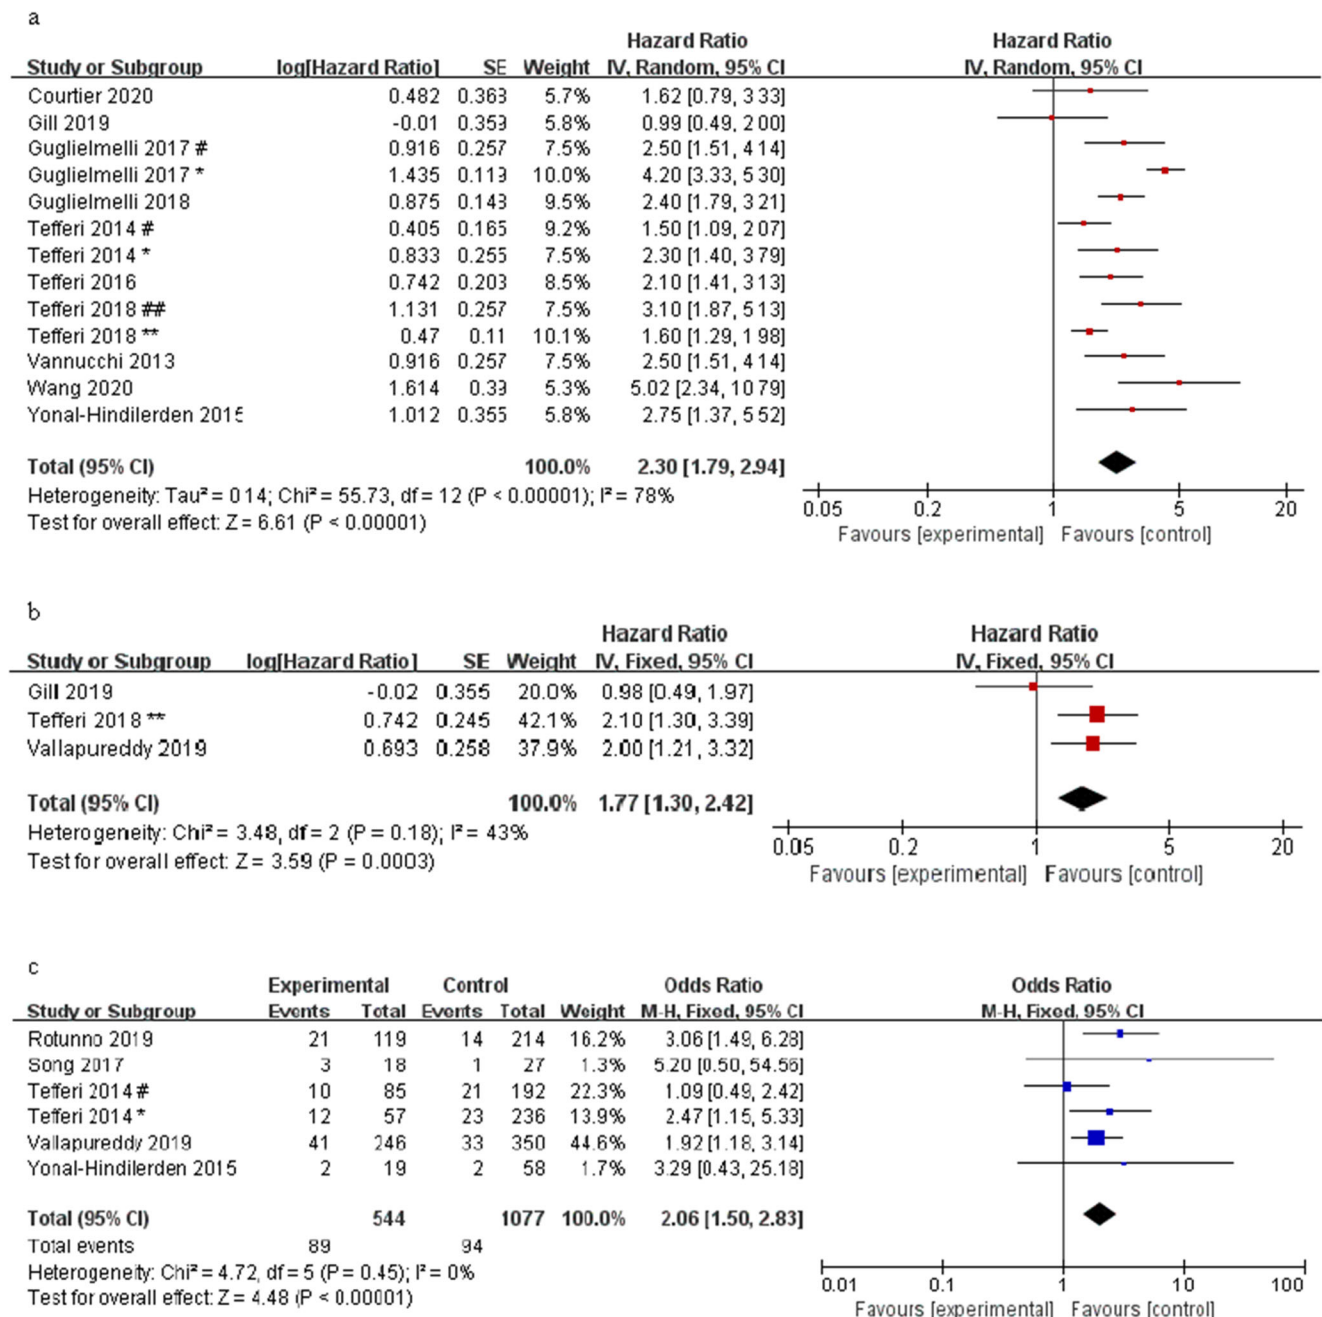 a
Hazard Ratio Hazard Ratio
Study or Subgroup log[Hazard Ratio] SE Weight IV, Random, 95% CI IV, Random, 95% CI
Courtier 2020 0.482 0.363 5.7% 1.62 [0.79, 3.33]
Gill 2019 -0.01 0.359 5.8% 0.99 [0.49, 2.00]
Guglielmelli 2017 # 0.916 0.257 7.5% 2.50 [1.51, 4.14]
Guglielmelli 2017 * 1.435 0.119 10.0% 4.20 [3.33, 5.30]
Guglielmelli 2018 0.875 0.149 9.5% 2.40 [1.79, 3.21]
Tefferi 2014 # 0.405 0.165 9.2% 1.50 [1.09, 2.07]
Tefferi 2014 * 0.833 0.255 7.5% 2.30 [1.40, 3.79]
Tefferi 2016 0.742 0.203 8.5% 2.10 [1.41, 3.13]
Tefferi 2018 ## 1.131 0.257 7.5% 3.10 [1.87, 5.13]
Tefferi 2018 ** 0.47 0.11 10.1% 1.60 [1.29, 1.98]
Vannucchi 2013 0.916 0.257 7.5% 2.50 [1.51, 4.14]
Wang 2020 1.614 0.39 5.3% 5.02 [2.34, 10.79]
Yonal-Hindilerden 2015 1.012 0.355 5.8% 2.75 [1.37, 5.52]
Total (95% CI) 100.0% 2.30 [1.79, 2.94]
Heterogeneity: Tau² = 0.14; Chi² = 55.73, df = 12 (P < 0.00001); I² = 78%
Test for overall effect: Z = 6.61 (P < 0.00001)
0.05 0.2 1 5 20
Favours [experimental] Favours [control]
b
Hazard Ratio Hazard Ratio
Study or Subgroup log[Hazard Ratio] SE Weight IV, Fixed, 95% CI IV, Fixed, 95% CI
Gill 2019 -0.02 0.355 20.0% 0.98 [0.49, 1.97]
Tefferi 2018 ** 0.742 0.245 42.1% 2.10 [1.30, 3.39]
Vallapureddy 2019 0.693 0.258 37.9% 2.00 [1.21, 3.32]
Total (95% CI) 100.0% 1.77 [1.30, 2.42]
Heterogeneity: Chi² = 3.48, df = 2 (P = 0.18); I² = 43%
Test for overall effect: Z = 3.59 (P = 0.0003)
0.05 0.2 1 5 20
Favours [experimental] Favours [control]
c
Experimental Control Odds Ratio Odds Ratio
Study or Subgroup Events Total Events Total Weight M-H, Fixed, 95% CI M-H, Fixed, 95% CI
Rotunno 2019 21 119 14 214 16.2% 3.06 [1.49, 6.28]
Song 2017 3 18 1 27 1.3% 5.20 [0.50, 54.56]
Tefferi 2014 # 10 85 21 192 22.3% 1.09 [0.49, 2.42]
Tefferi 2014 * 12 57 23 236 13.9% 2.47 [1.15, 5.33]
Vallapureddy 2019 41 246 33 350 44.6% 1.92 [1.18, 3.14]
Yonal-Hindilerden 2015 2 19 2 58 1.7% 3.29 [0.43, 25.18]
Total (95% CI) 544 1077 100.0% 2.06 [1.50, 2.83]
Total events 89 94
Heterogeneity: Chi² = 4.72, df = 5 (P = 0.45); I² = 0%
Test for overall effect: Z = 4.48 (P < 0.00001)
0.01 0.1 1 10 100
Favours [experimental] Favours [control]